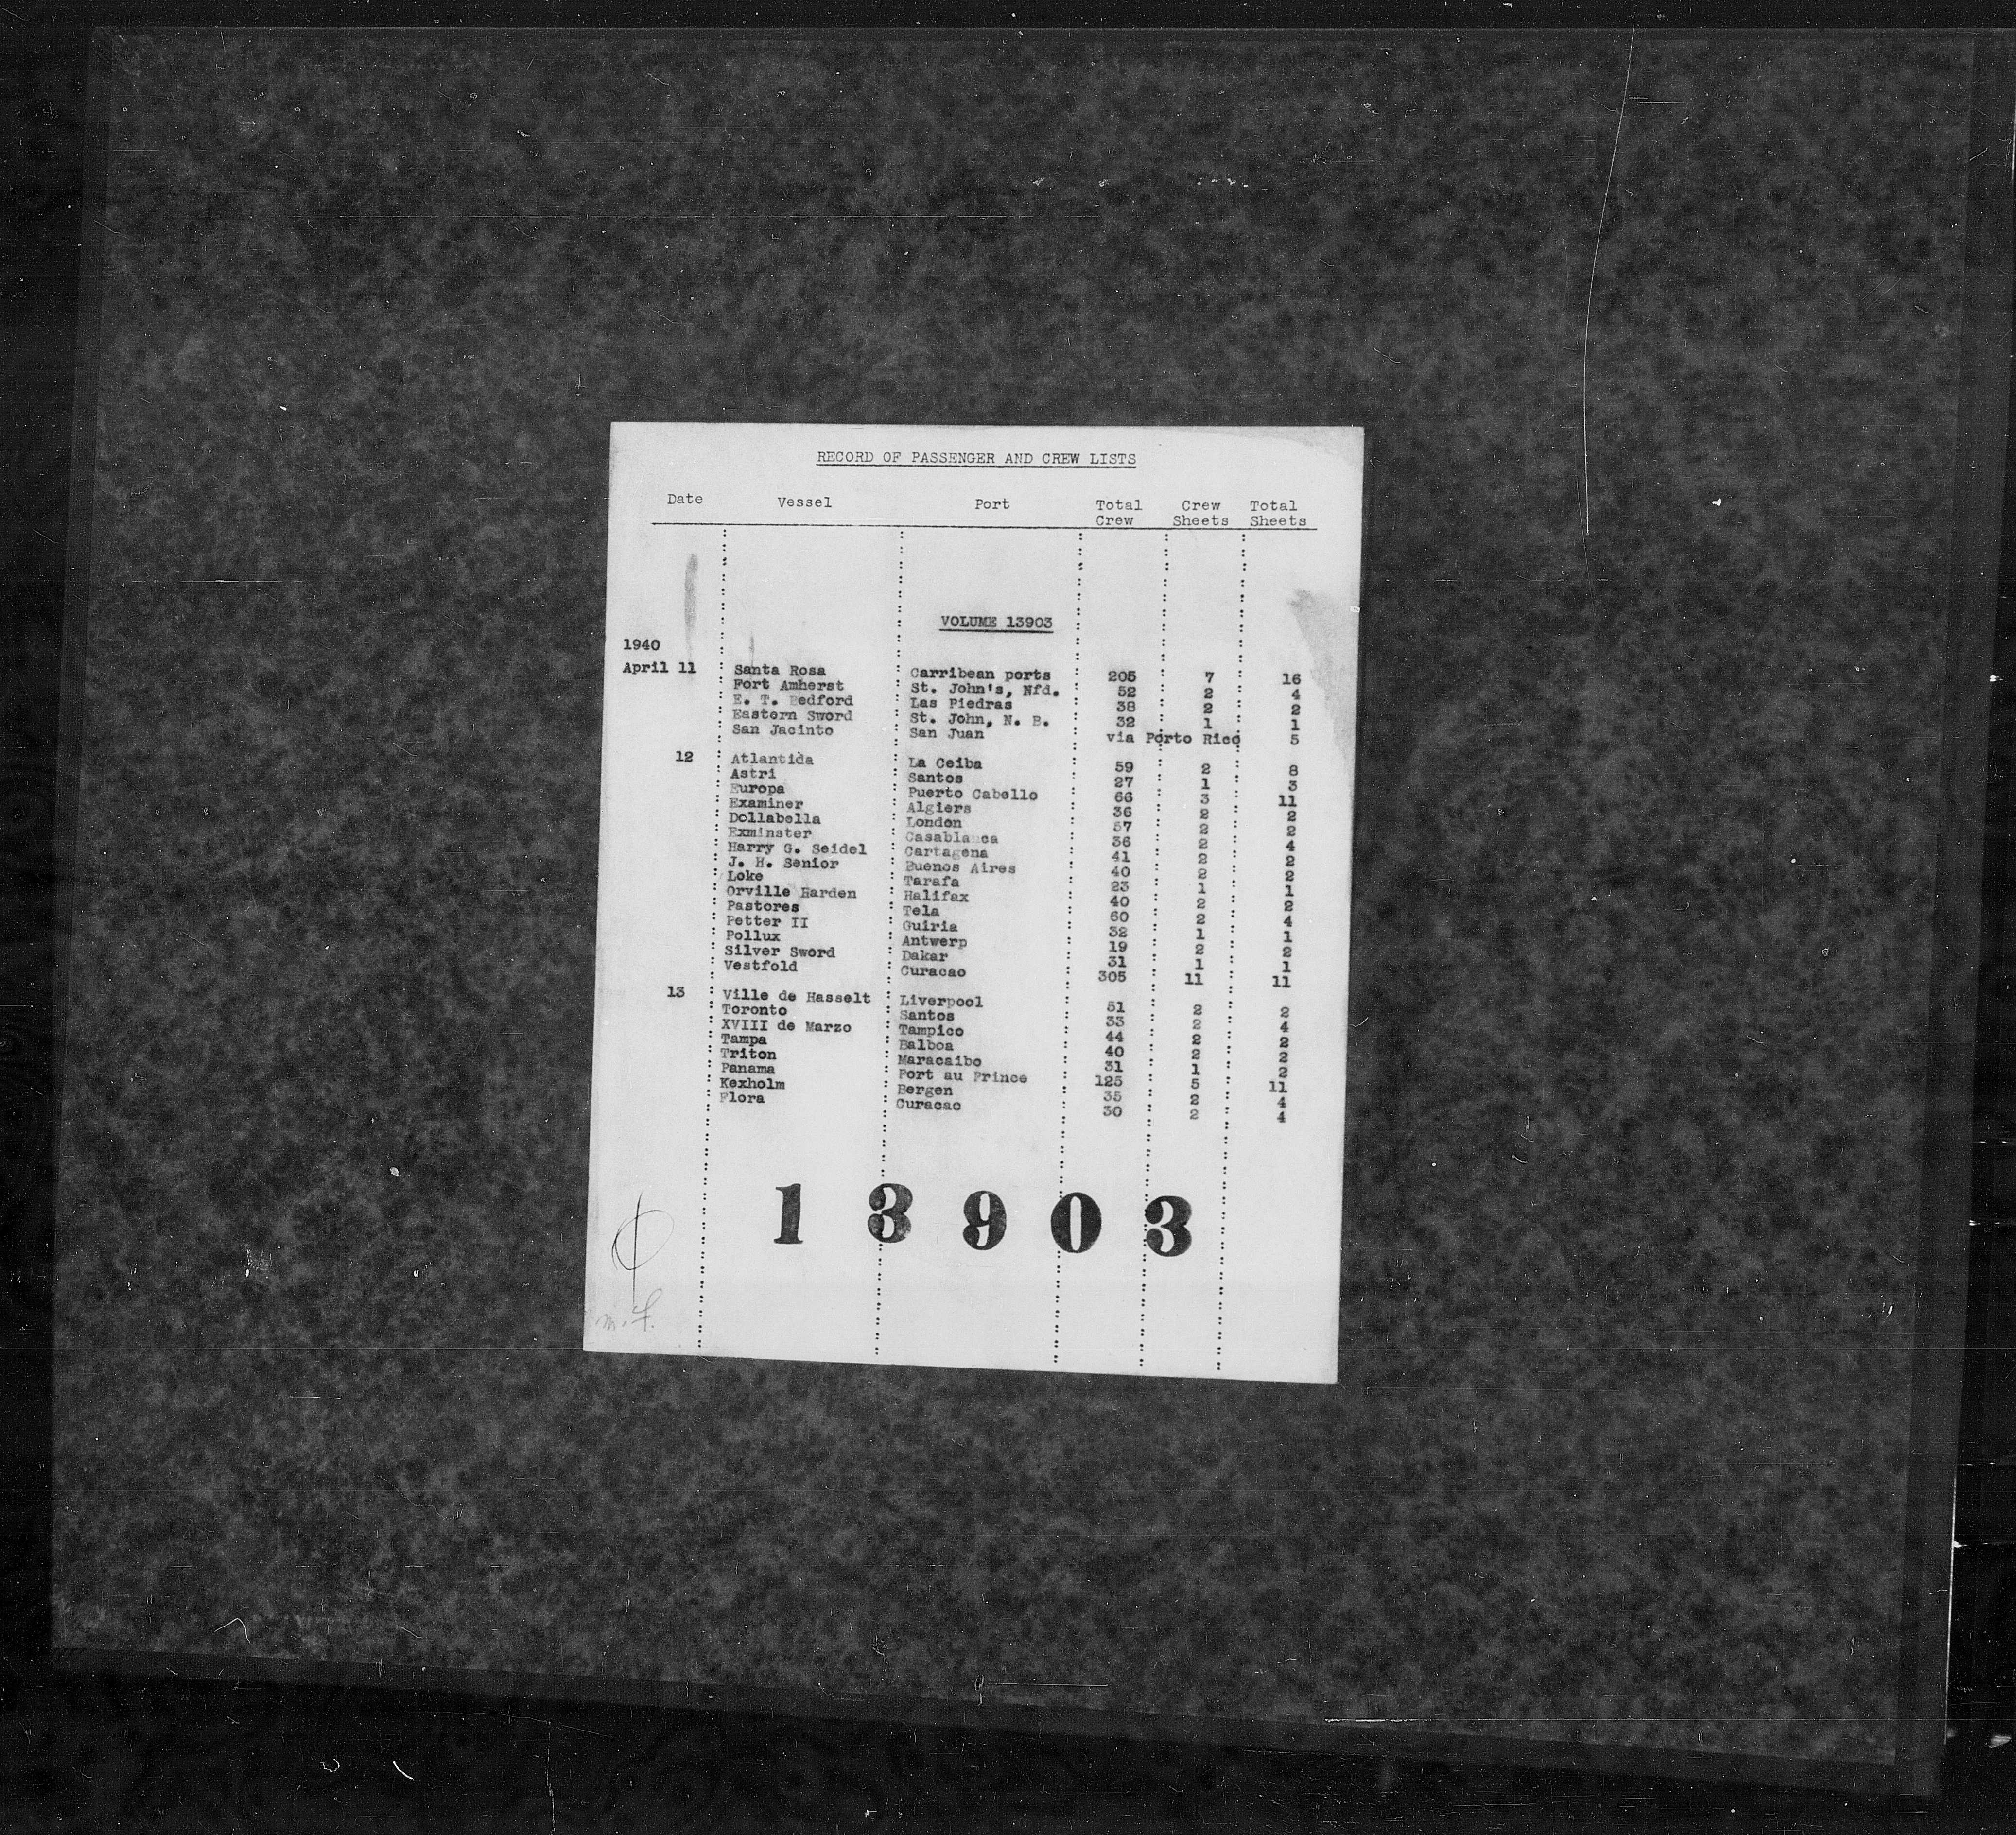 RECORD OF PASSENGER AND CREW LISTS
Date Vessel Port Total Crew Crew Sheets Total Sheets
VOLUME 13903
1940
April 11 Santa Rosa Carribean ports 205 7 16
Fort Amherst St. John's, Nfd. 52 2 4
E. T. Bedford Las Piedras 38 2 2
Eastern Sword St. John, N. B. 32 1 1
San Jacinto San Juan via Porto Rico 5
12 Atlantida La Ceiba 59 2 8
Astri Santos 27 1 3
Europa Puerto Cabello 66 3 11
Examiner Algiers 36 2 2
Dollabella London 57 2 2
Exminster Casablanca 36 2 4
Harry G. Seidel Cartagena 41 2 2
J. H. Senior Buenos Aires 40 2 2
Loke Tarafa 23 1 1
Orville Harden Halifax 40 2 2
Pastores Tela 60 2 4
Petter II Guiria 32 1 1
Pollux Antwerp 19 2 2
Silver Sword Dakar 31 1 1
Vestfold Curacao 305 11 11
13 Ville de Hasselt Liverpool 51 2 2
Toronto Santos 33 2 4
XVIII de Marzo Tampico 44 2 2
Tampa Balboa 40 2 2
Triton Maracaibo 31 1 2
Panama Port au Prince 125 5 11
Kexholm Bergen 35 2 4
Flora Curacao 30 2 4
13903
m.f.